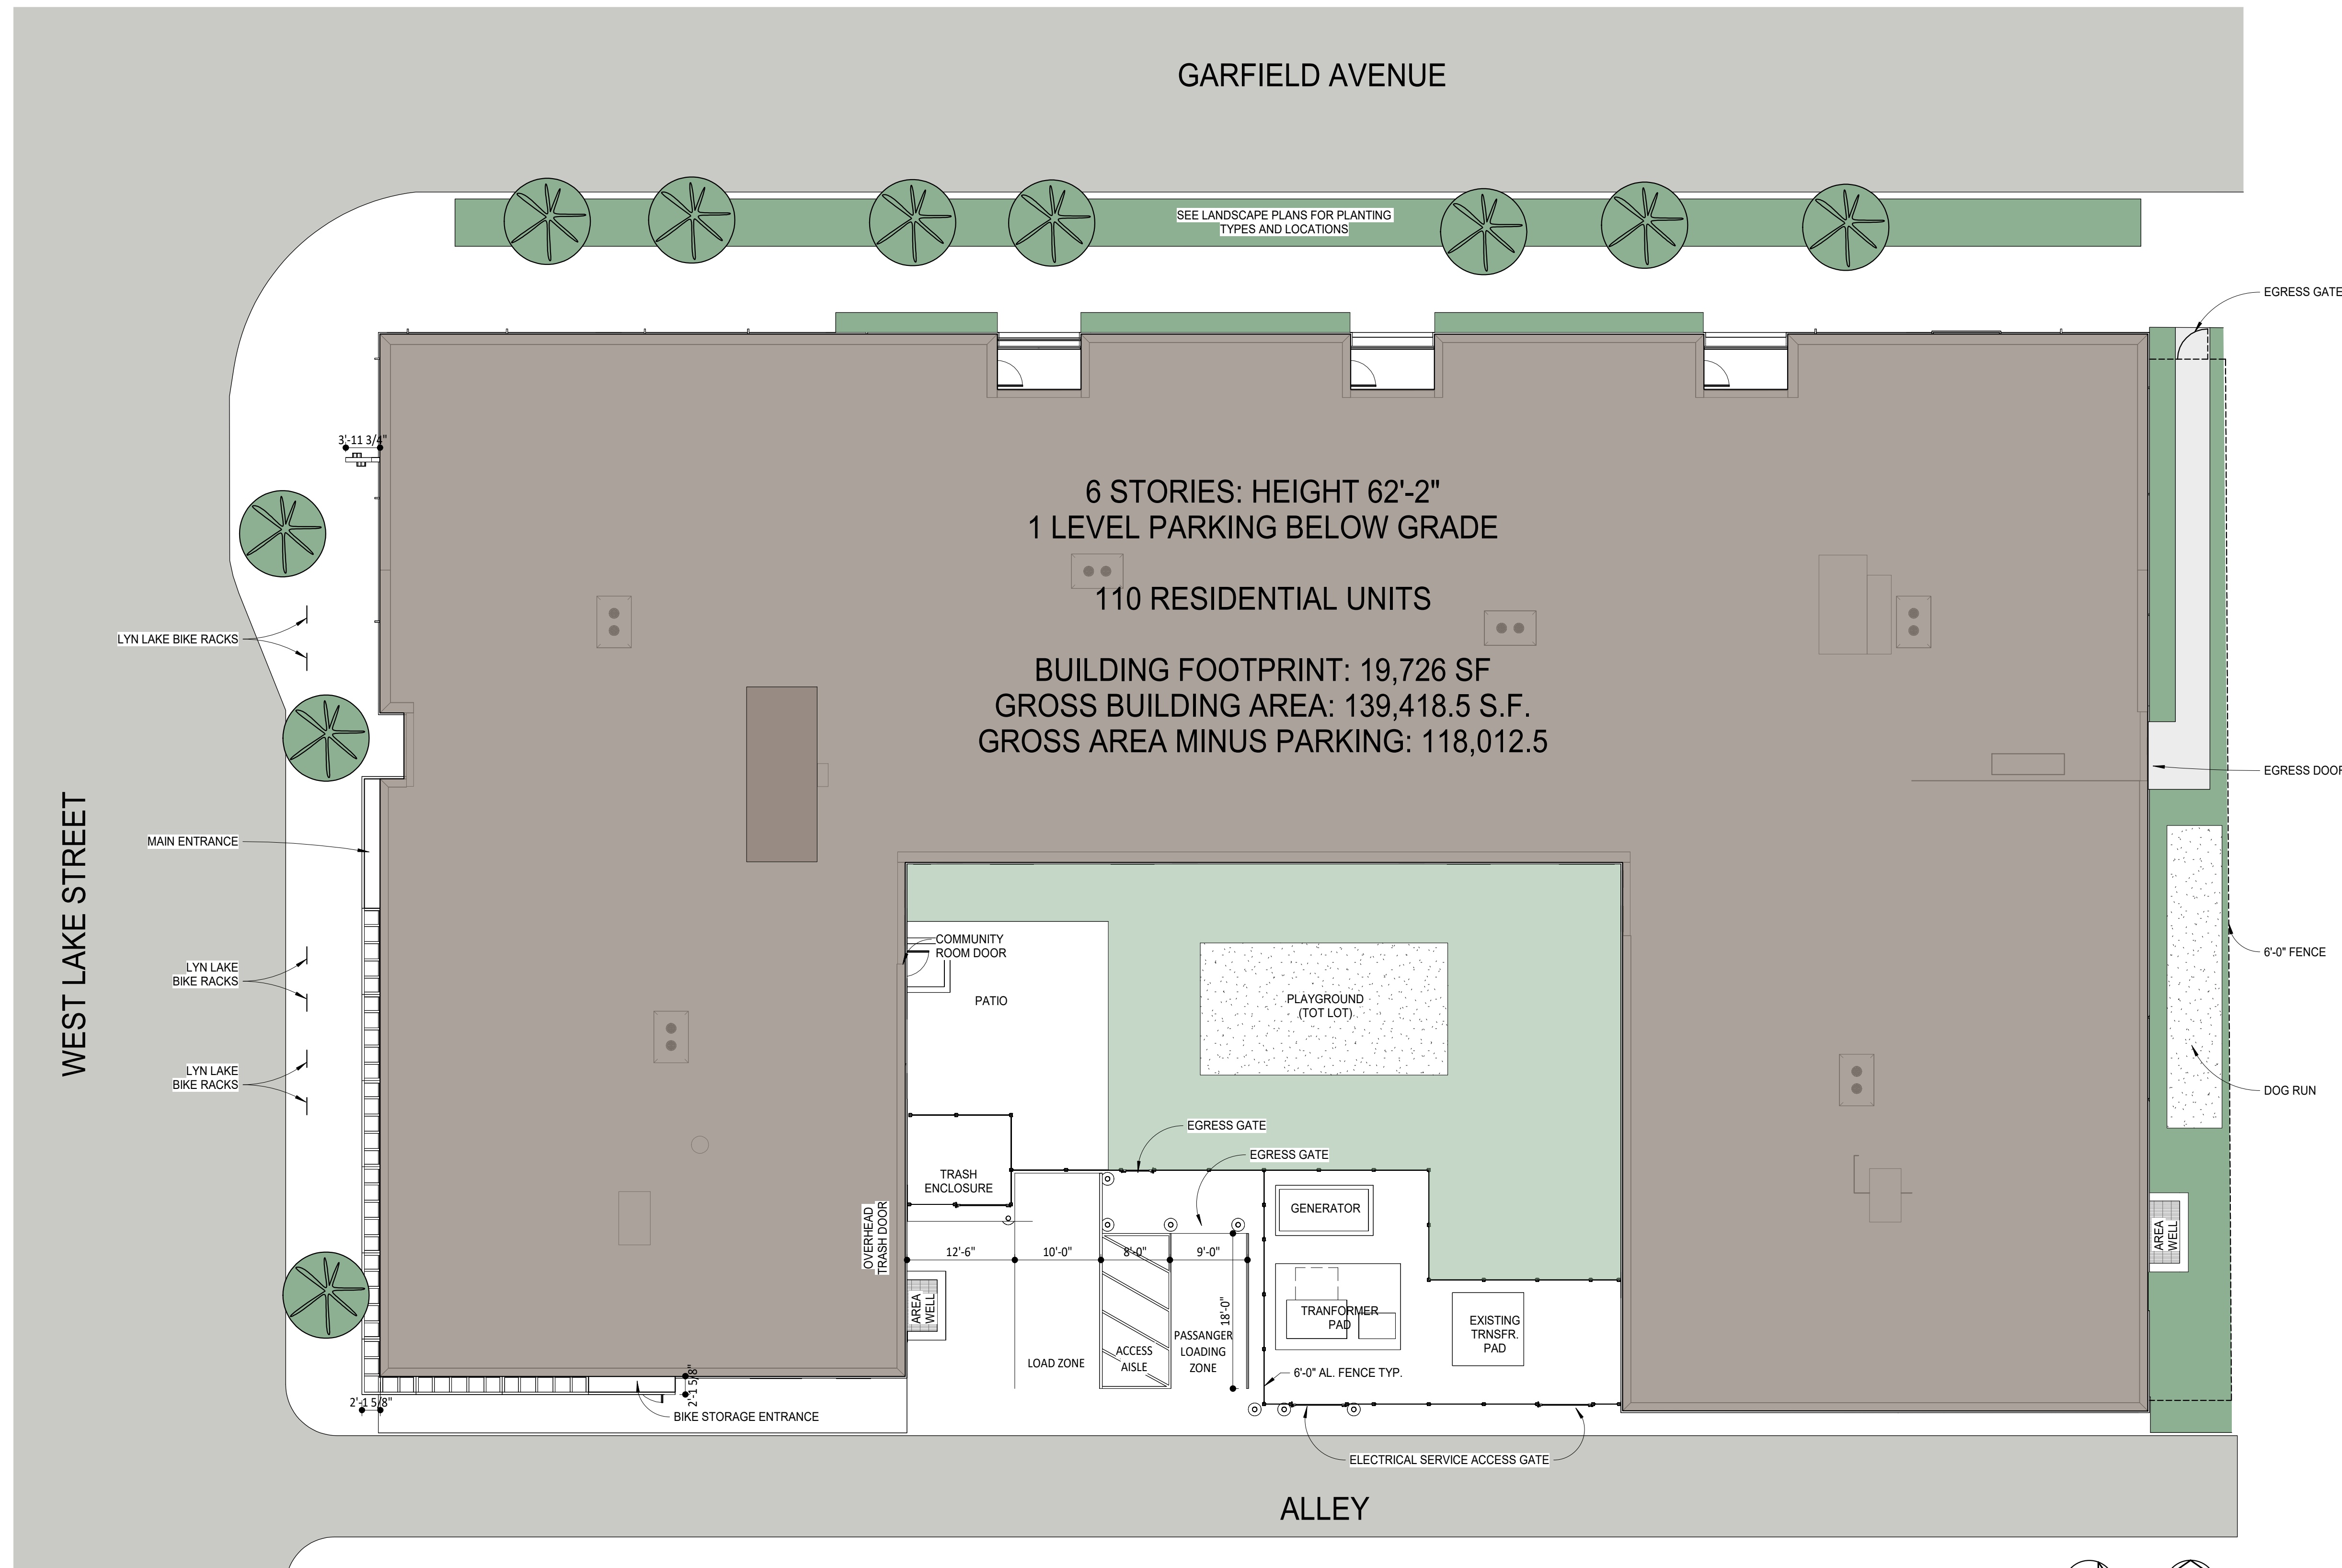 GARFIELD AVENUE
SEE LANDSCAPE PLANS FOR PLANTING
TYPES AND LOCATIONS
EGRESS GATE
3'-11 3/4"
6 STORIES: HEIGHT 62'-2"
1 LEVEL PARKING BELOW GRADE
110 RESIDENTIAL UNITS
BUILDING FOOTPRINT: 19,726 SF
GROSS BUILDING AREA: 139,418.5 S.F.
GROSS AREA MINUS PARKING: 118,012.5
LYN LAKE BIKE RACKS
EGRESS DOOR
WEST LAKE STREET
MAIN ENTRANCE
COMMUNITY
ROOM DOOR
6'-0" FENCE
LYN LAKE
BIKE RACKS
PATIO
PLAYGROUND
(TOT LOT)
LYN LAKE
BIKE RACKS
DOG RUN
EGRESS GATE
EGRESS GATE
TRASH
ENCLOSURE
GENERATOR
OVERHEAD
TRASH DOOR
AREA
WELL
12'-6"
10'-0"
8'-0"
9'-0"
18'-0"
AREA
WELL
TRANFORMER
PAD
EXISTING
TRNSFR.
PAD
LOAD ZONE
ACCESS
AISLE
PASSANGER
LOADING
ZONE
6'-0" AL. FENCE TYP.
2'-1 5/8"
2'-1 5/8"
BIKE STORAGE ENTRANCE
ELECTRICAL SERVICE ACCESS GATE
ALLEY